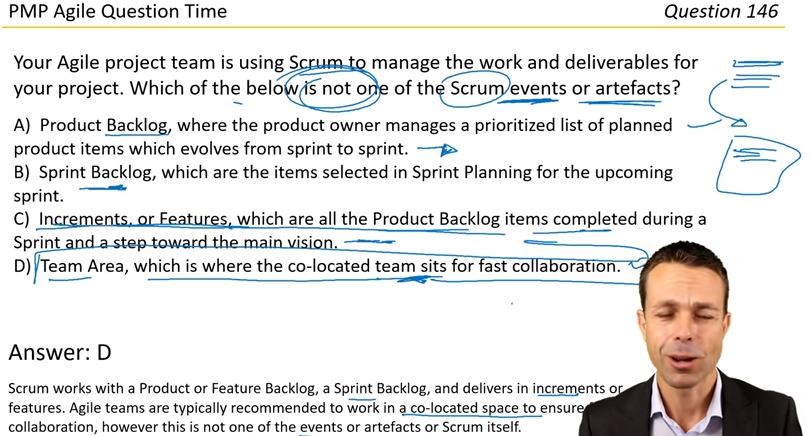 PMP Agile Question Time
Question 146
Your Agile project team is using Scrum to manage the work and deliverables for
your project. Which of the below is not one of the Scrum events or artefacts?
A) Product Backlog, where the product owner manages a prioritized list of planned
product items which evolves from sprint to sprint.
B) Sprint Backlog, which are the items selected in Sprint Planning for the upcoming
sprint.
C) Increments, or Features, which are all the Product Backlog items completed during a
Sprint and a step toward the main vision.
D) Team Area, which is where the co-located team sits for fast collaboration.
Answer: D
Scrum works with a Product or Feature Backlog, a Sprint Backlog, and delivers in increments or
features. Agile teams are typically recommended to work in a co-located space to ensure
collaboration, however this is not one of the events or artefacts or Scrum itself.